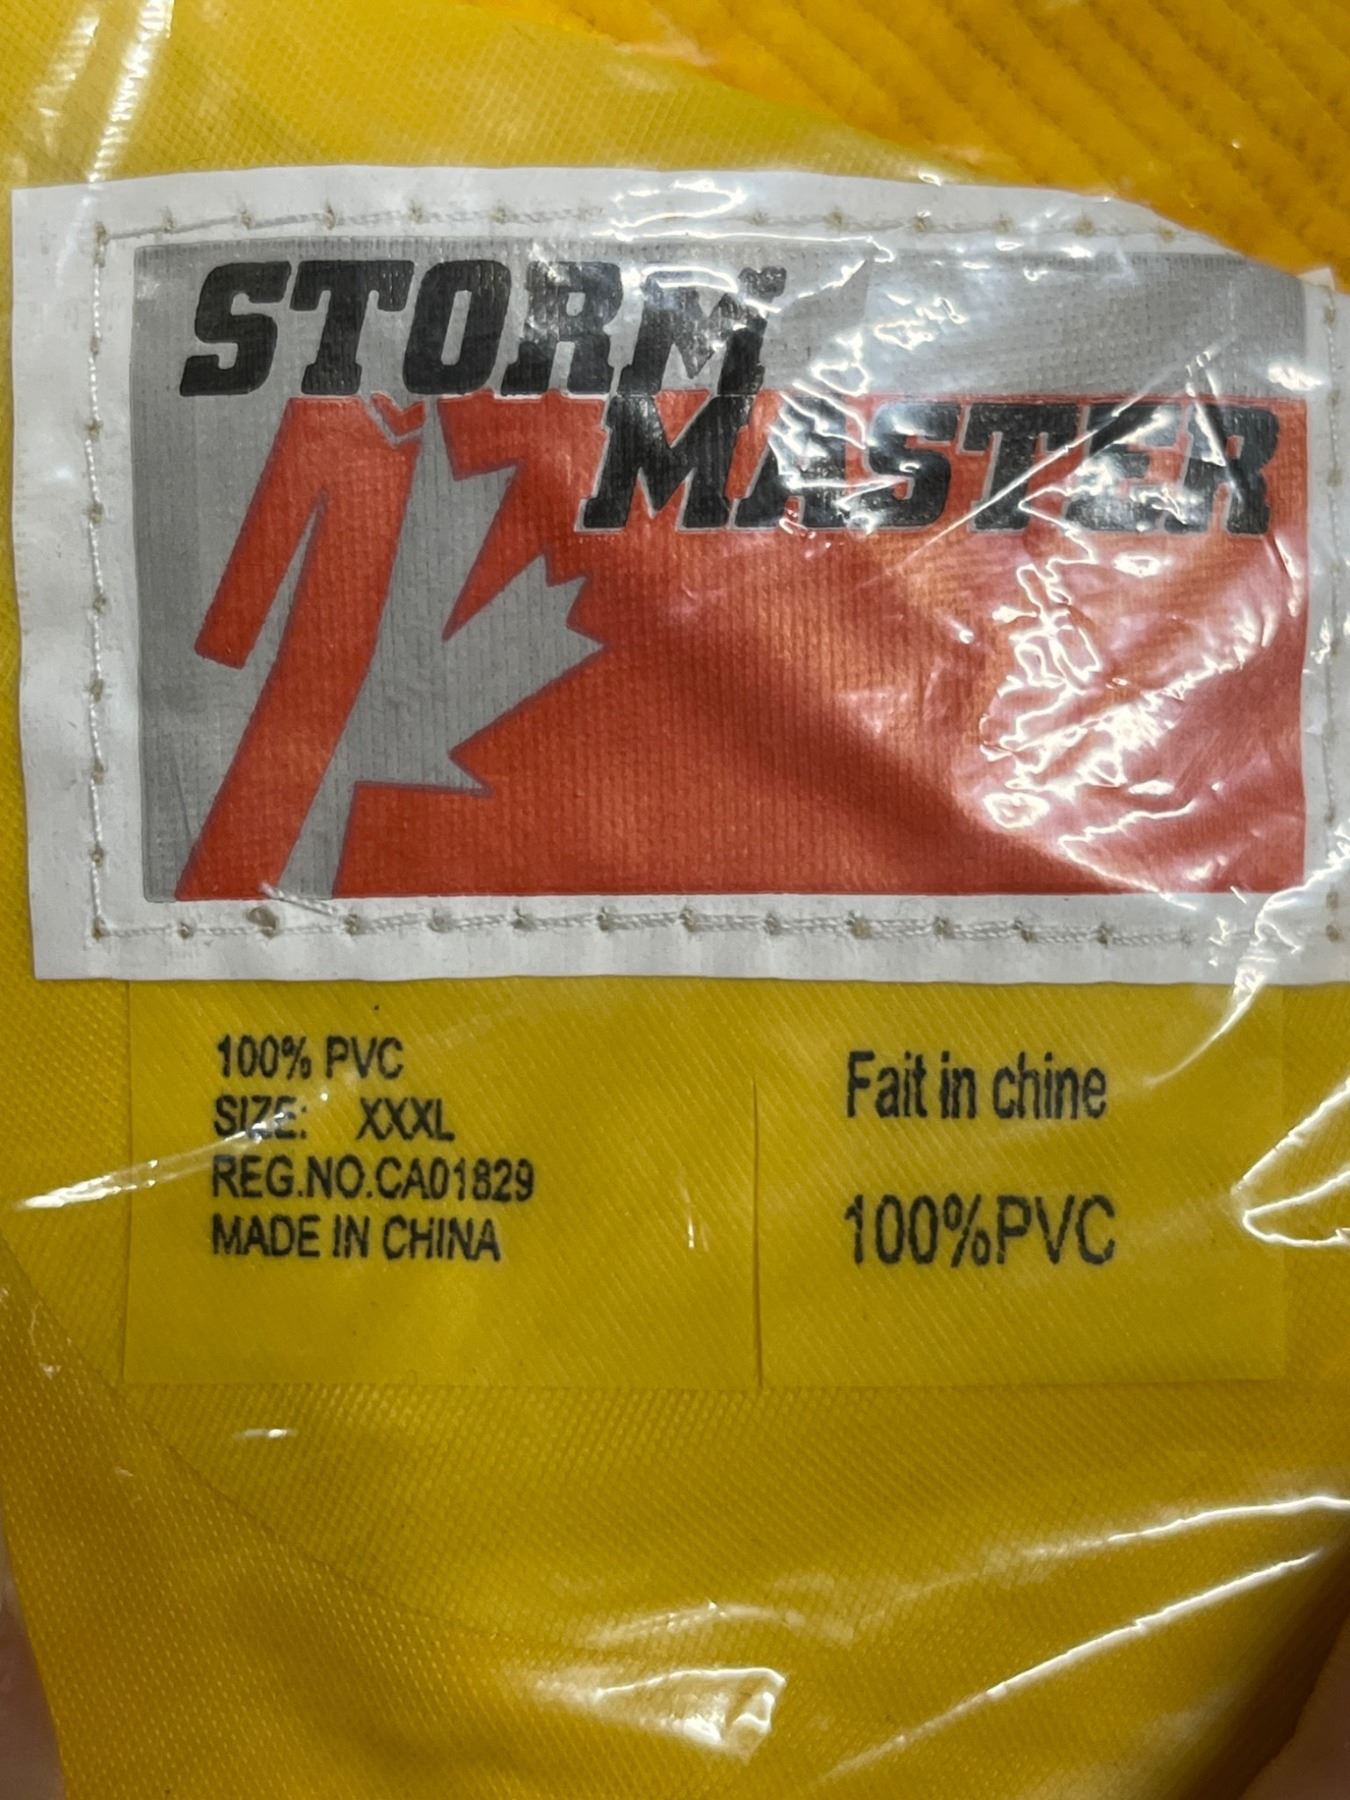 STORM
MASTER
100% PVC
SIZE: XXXL
REG.NO.CA01829
MADE IN CHINA
Fait in chine
100%PVC